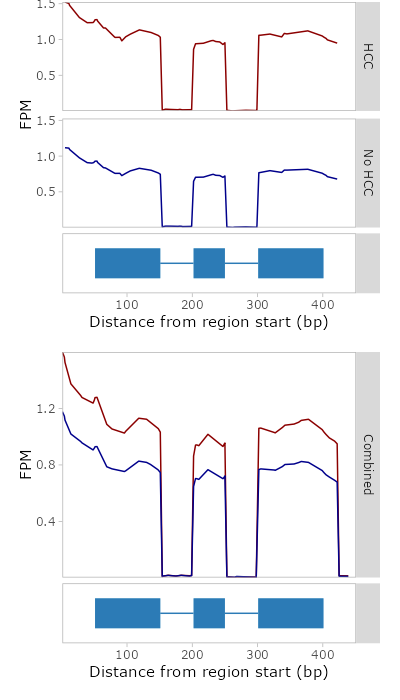 1.5
1.0
0.5
HCC
FPM
1.5
1.0
0.5
No HCC
100 200 300 400
Distance from region start (bp)
1.2
0.8
0.4
FPM
Combined
100 200 300 400
Distance from region start (bp)